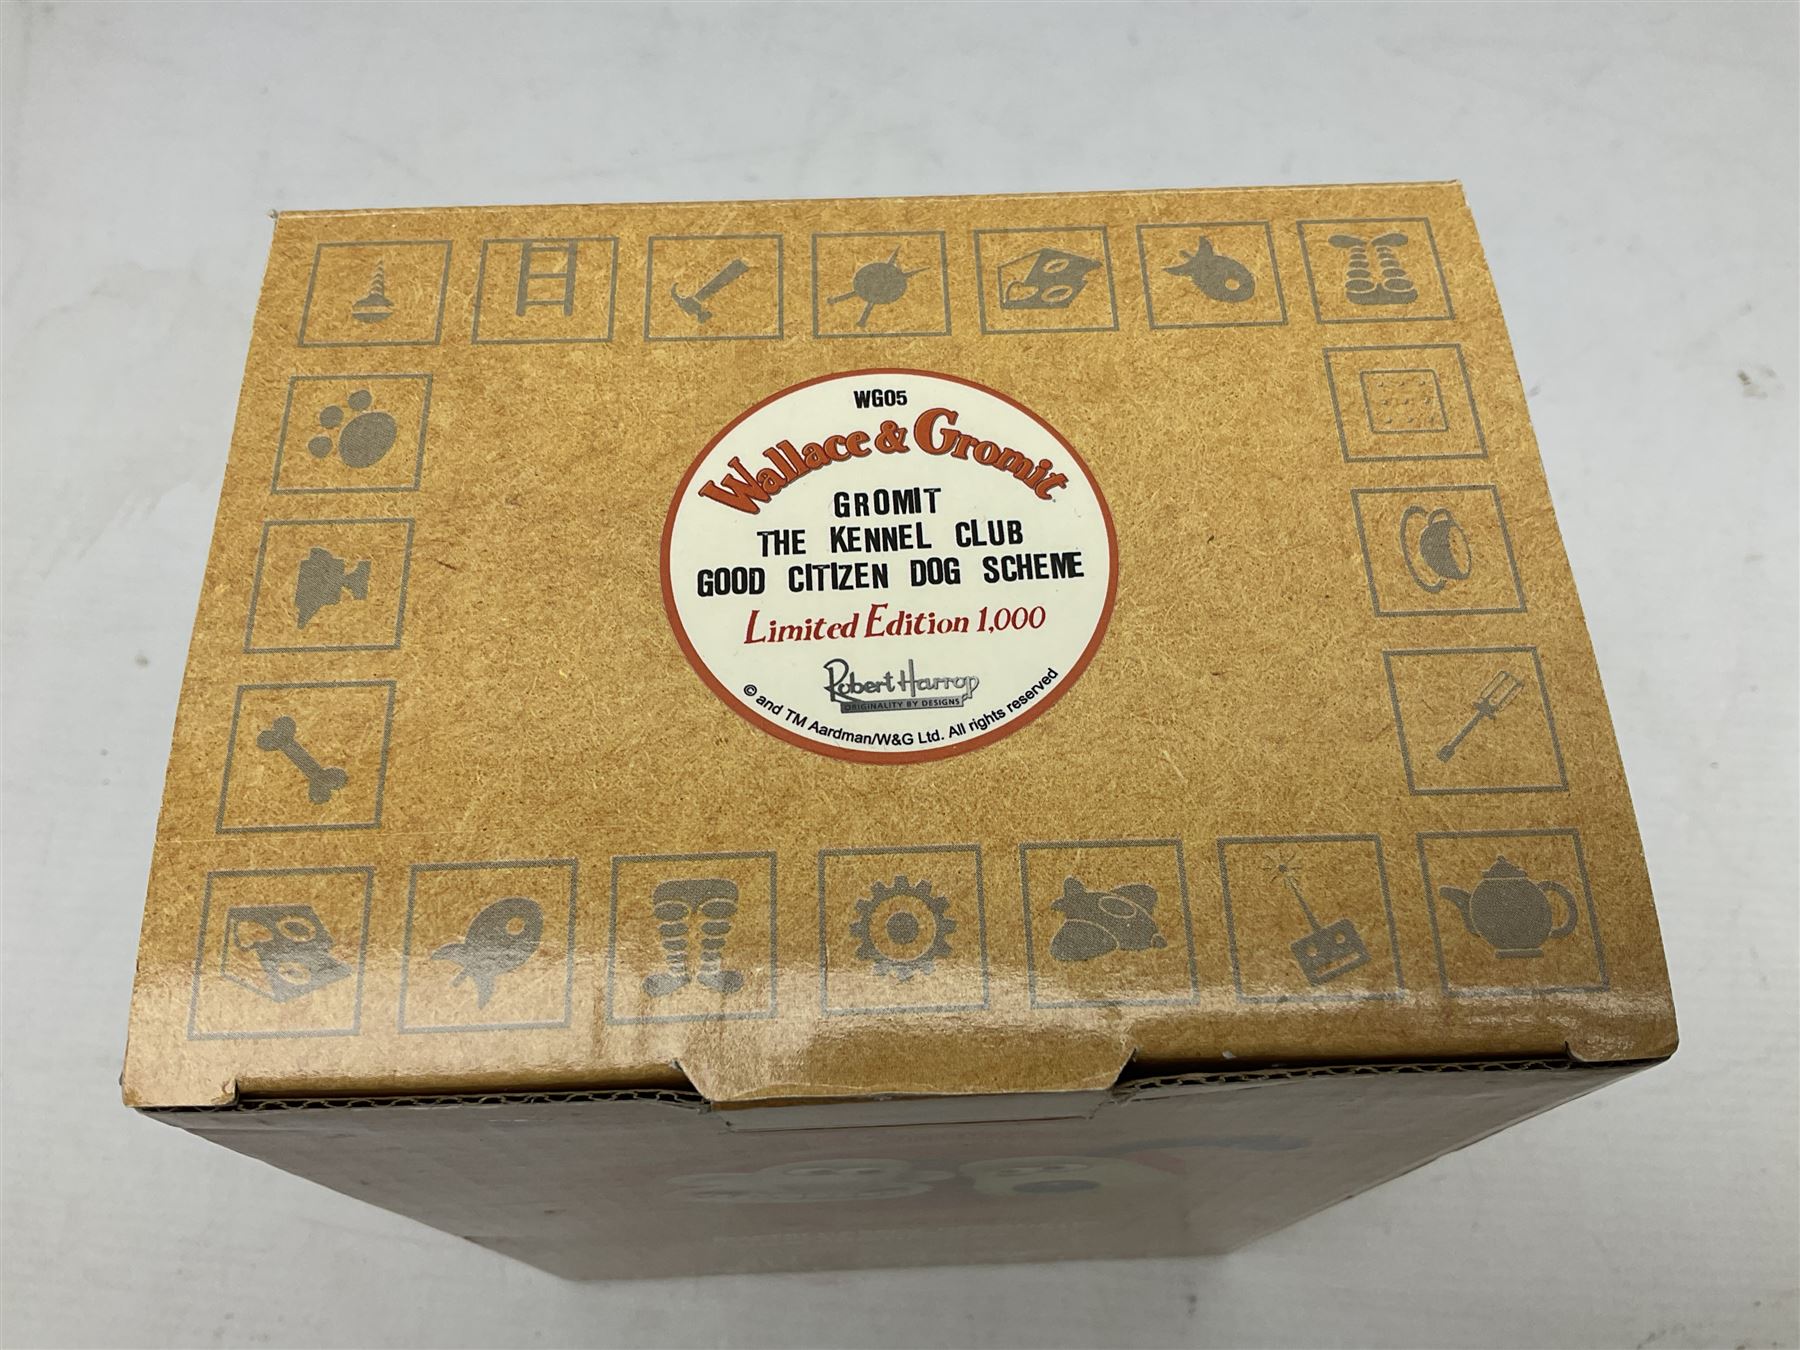 WG05
Wallace & Gromit
GROMIT
THE KENNEL CLUB
GOOD CITIZEN DOG SCHEME
Limited Edition 1,000
Robert Harrop
ORIGINALITY BY DESIGNS
© and TM Aardman/W&G Ltd. All rights reserved